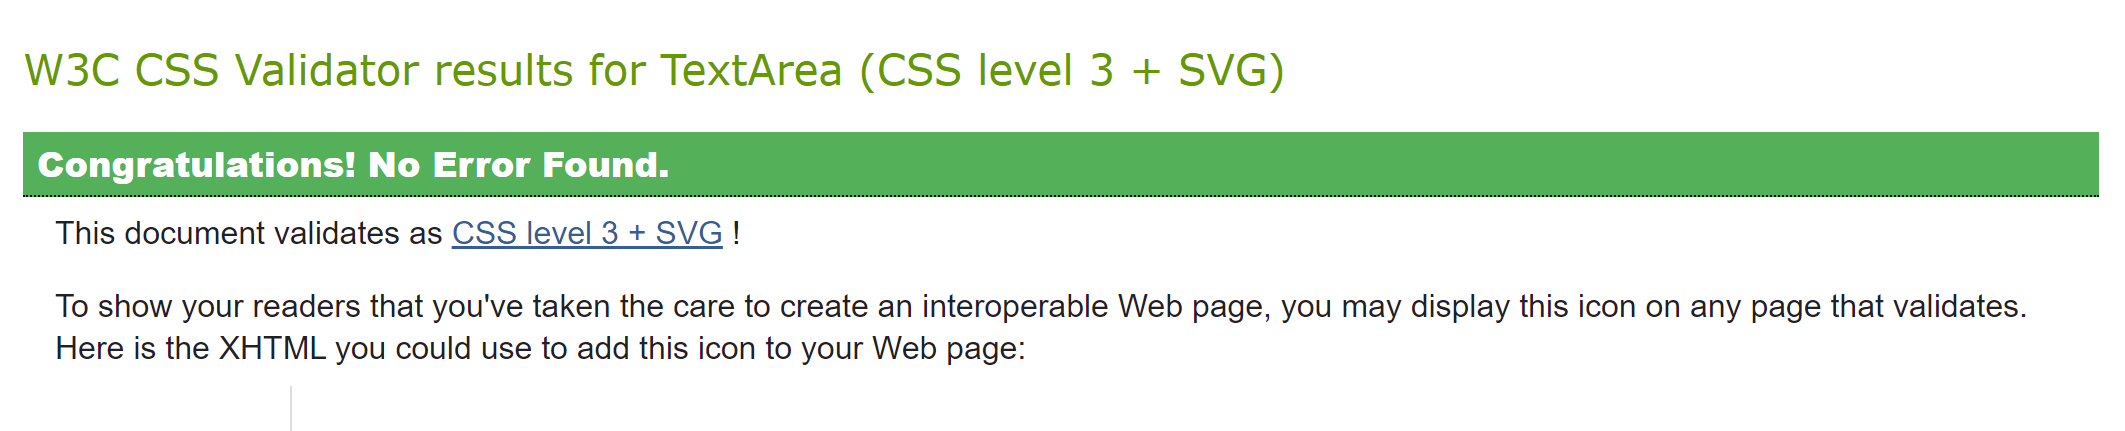 W3C CSS Validator results for TextArea (CSS level 3 + SVG)
Congratulations! No Error Found.
This document validates as CSS level 3 + SVG !
To show your readers that you've taken the care to create an interoperable Web page, you may display this icon on any page that validates.
Here is the XHTML you could use to add this icon to your Web page: